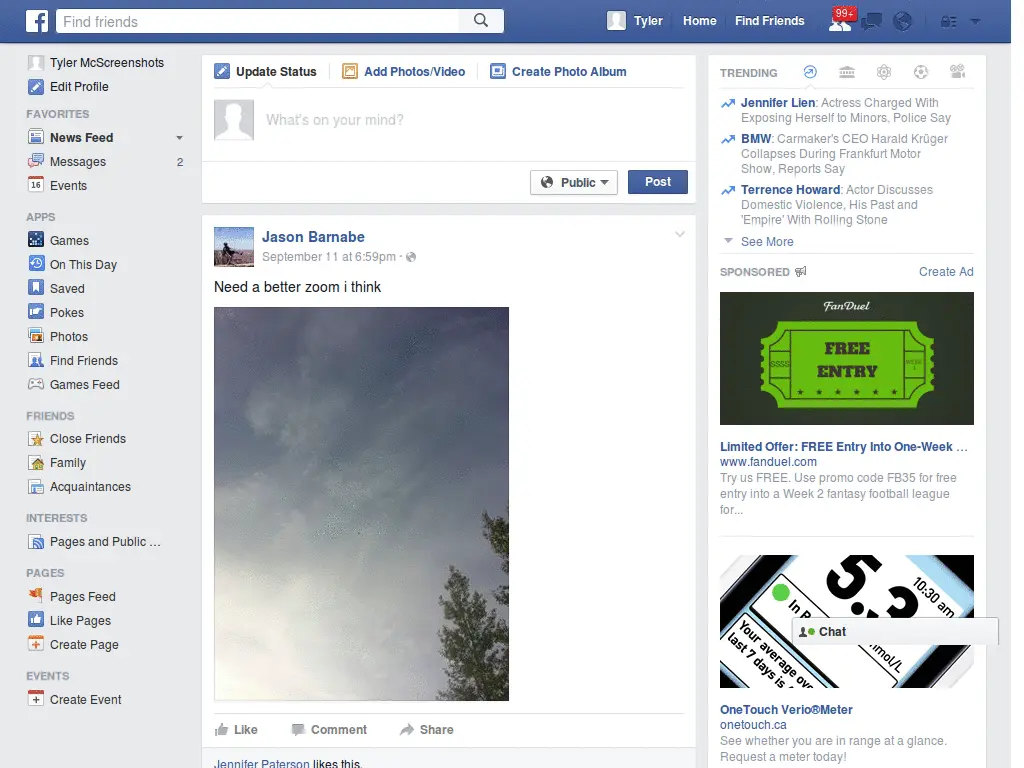 f
Find friends
Tyler
Home
Find Friends
99+
Tyler McScreenshots
Edit Profile
FAVORITES
News Feed
Messages 2
16 Events
APPS
Games
On This Day
Saved
Pokes
Photos
Find Friends
Games Feed
FRIENDS
Close Friends
Family
Acquaintances
INTERESTS
Pages and Public ...
PAGES
Pages Feed
Like Pages
Create Page
EVENTS
Create Event
Update Status
Add Photos/Video
Create Photo Album
What's on your mind?
Public
Post
Jason Barnabe
September 11 at 6:59pm ·
Need a better zoom i think
Like
Comment
Share
Jennifer Paterson likes this.
TRENDING
Jennifer Lien: Actress Charged With
Exposing Herself to Minors, Police Say
BMW: Carmaker's CEO Harald Krüger
Collapses During Frankfurt Motor
Show, Reports Say
Terrence Howard: Actor Discusses
Domestic Violence, His Past and
'Empire' With Rolling Stone
See More
SPONSORED
Create Ad
FanDuel
FREE
ENTRY
SSSS
WEEK
1
Limited Offer: FREE Entry Into One-Week ...
www.fanduel.com
Try us FREE. Use promo code FB35 for free
entry into a Week 2 fantasy football league
for...
5.3
10:30 am
In R
mmol/L
Your average ov
last 7 days is
Chat
OneTouch Verio®Meter
onetouch.ca
See whether you are in range at a glance.
Request a meter today!